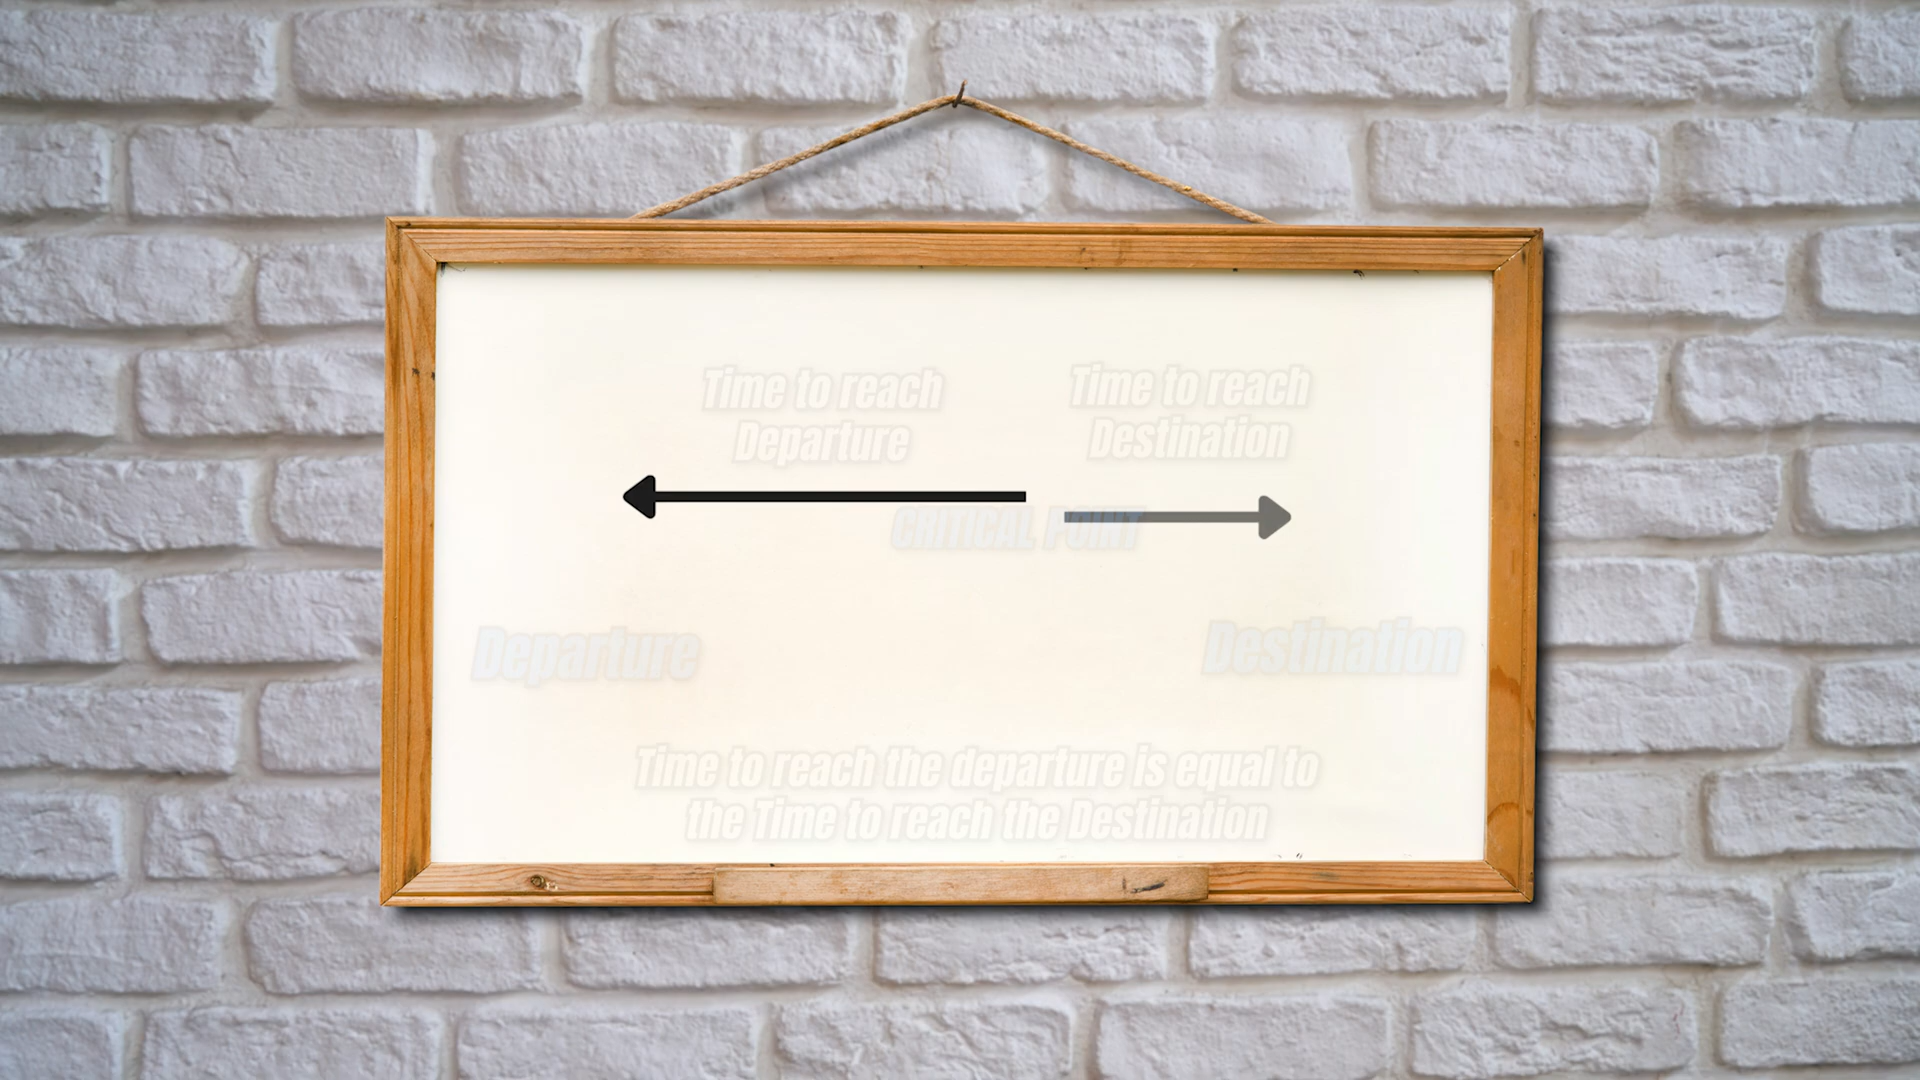 Time to reach
Departure
Time to reach
Destination
CRITICAL POINT
Departure
Destination
Time to reach the departure is equal to
the Time to reach the Destination